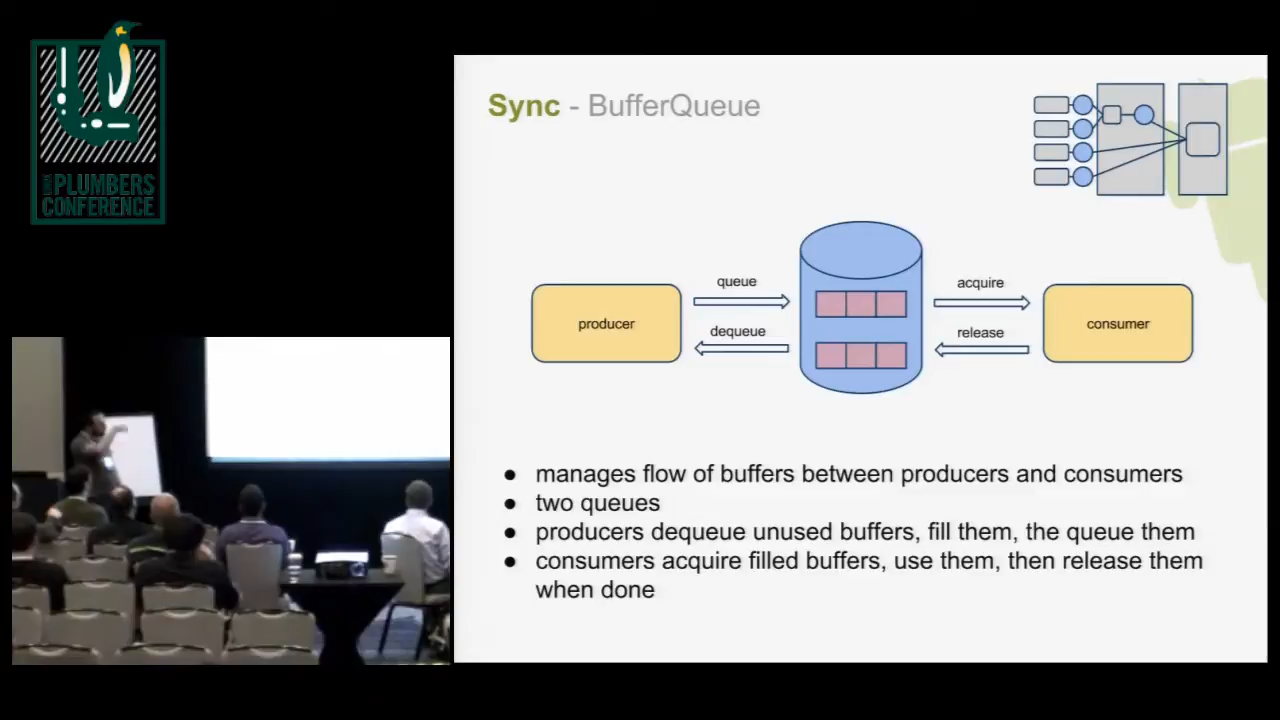 LINUX
PLUMBERS
CONFERENCE
Sync - BufferQueue
queue
acquire
producer
consumer
dequeue
release
● manages flow of buffers between producers and consumers
● two queues
● producers dequeue unused buffers, fill them, the queue them
● consumers acquire filled buffers, use them, then release them
when done